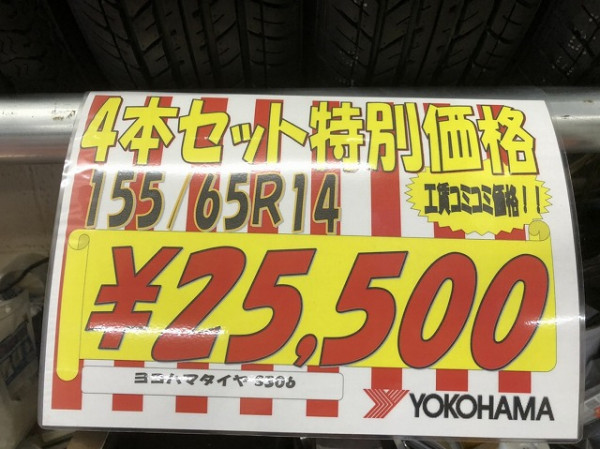 4本セット特別価格
155/65R14
工賃コミコミ価格!!
¥25,500
ヨコハマタイヤ S306
YOKOHAMA